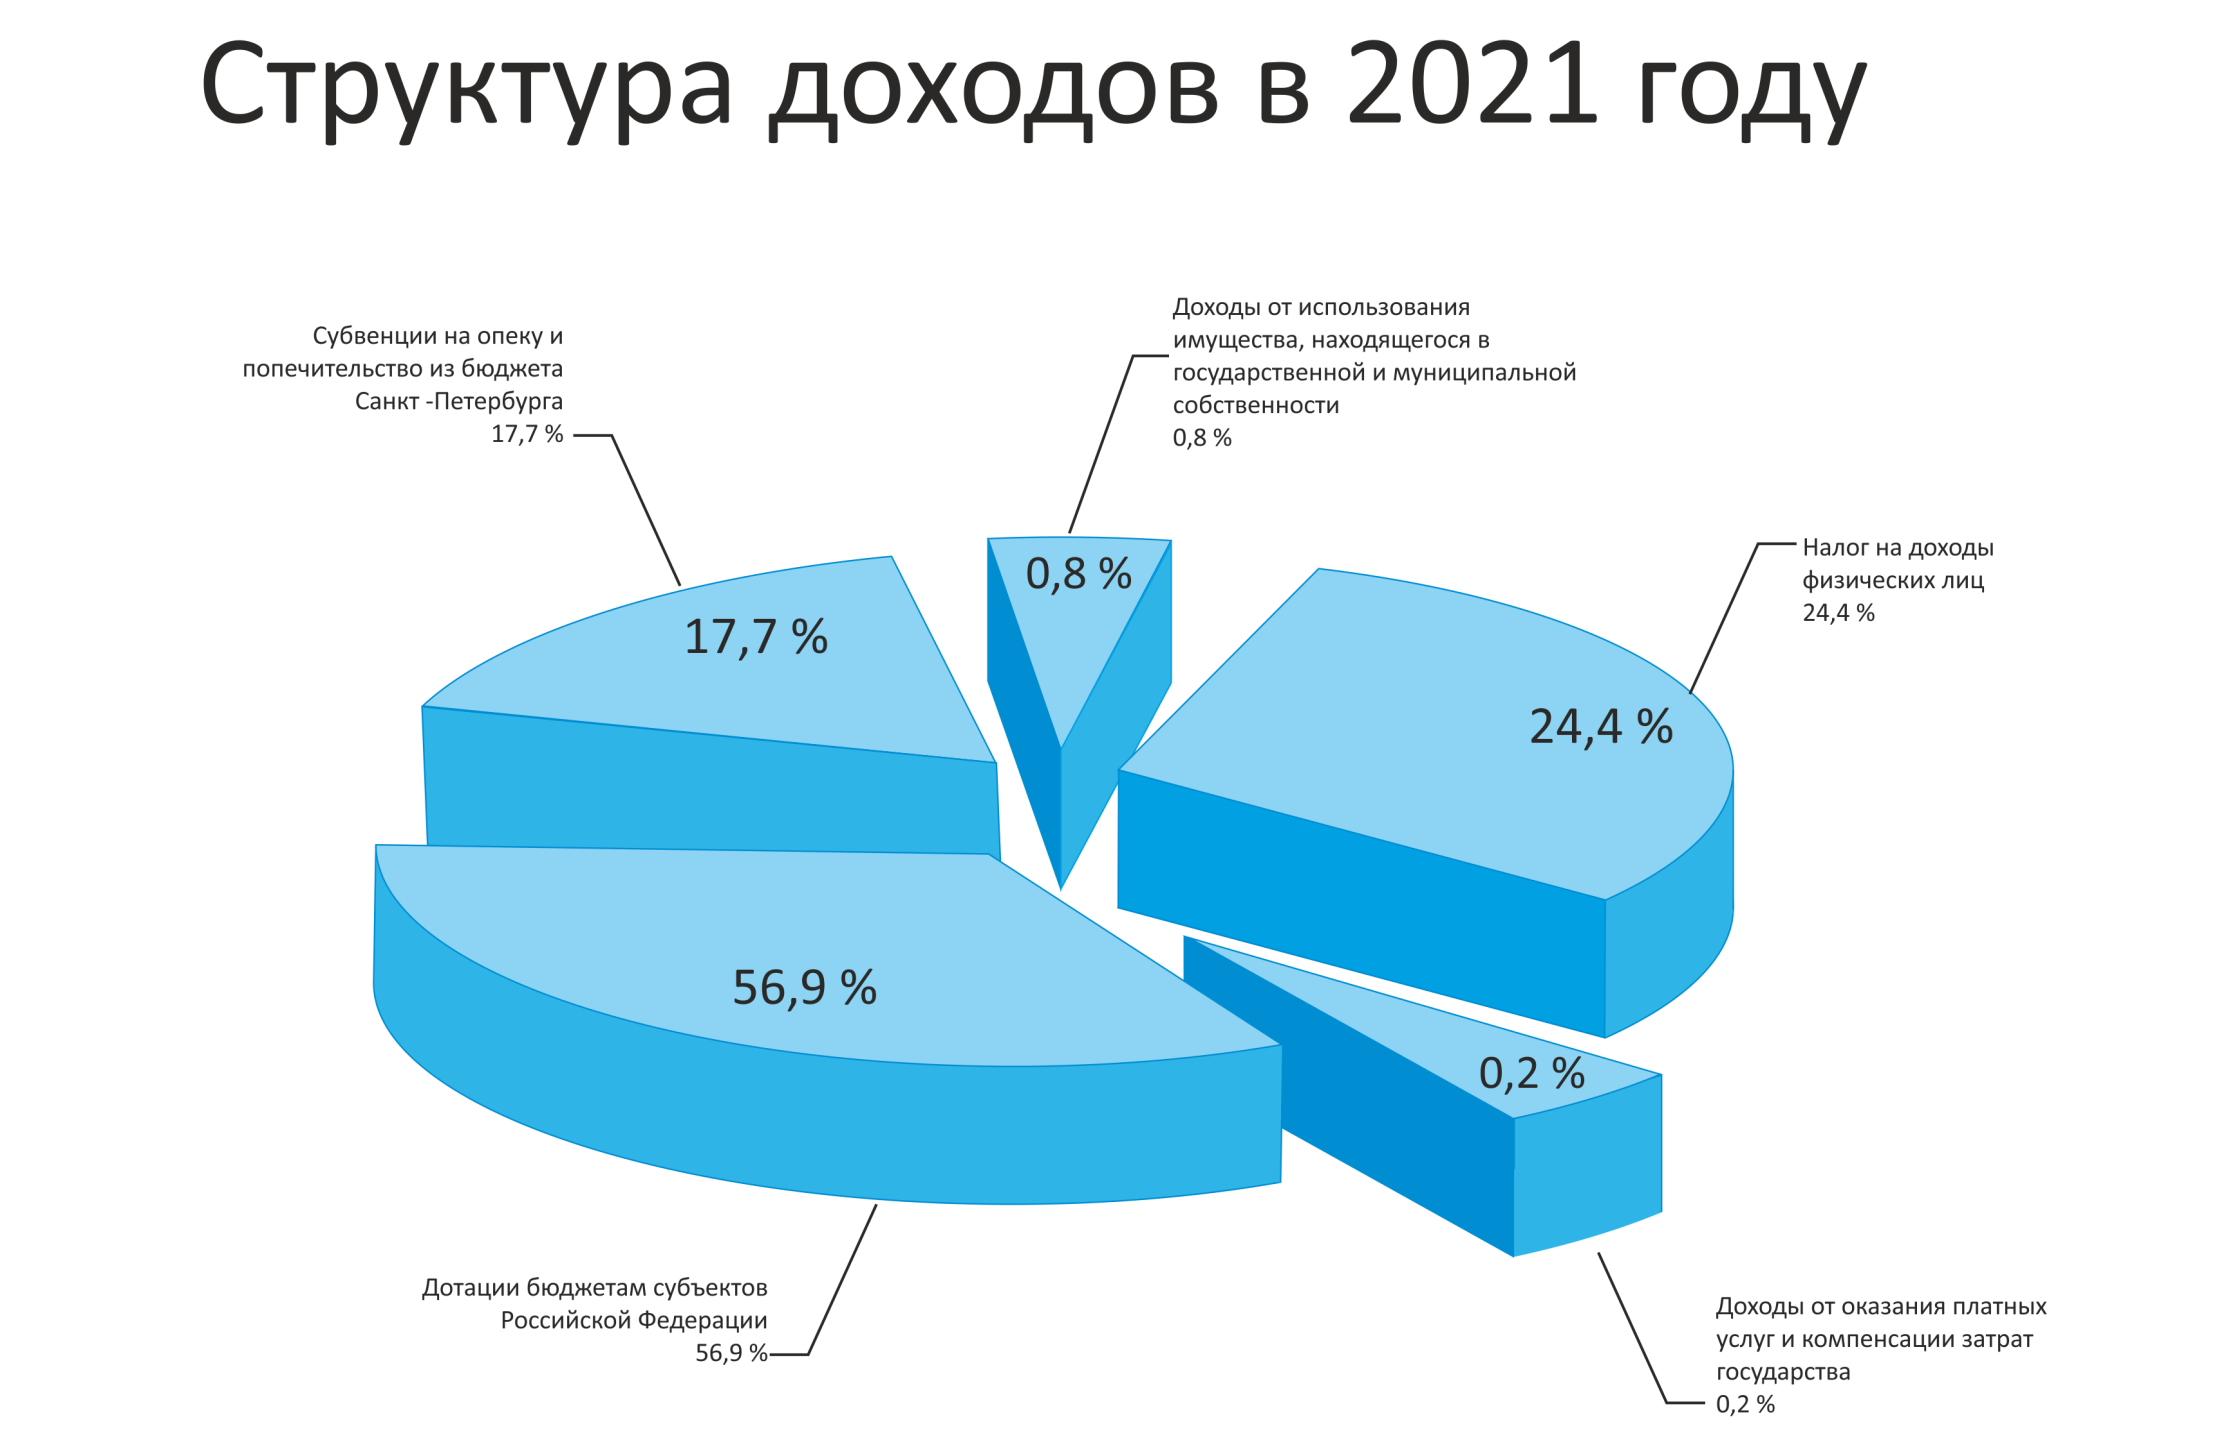 Структура доходов в 2021 году
Субвенции на опеку и
попечительство из бюджета
Санкт -Петербурга
17,7 %
Доходы от использования
имущества, находящегося в
государственной и муниципальной
собственности
0,8 %
Налог на доходы
физических лиц
24,4 %
0,8 %
17,7 %
24,4 %
56,9 %
0,2 %
Дотации бюджетам субъектов
Российской Федерации
56,9 %
Доходы от оказания платных
услуг и компенсации затрат
государства
0,2 %